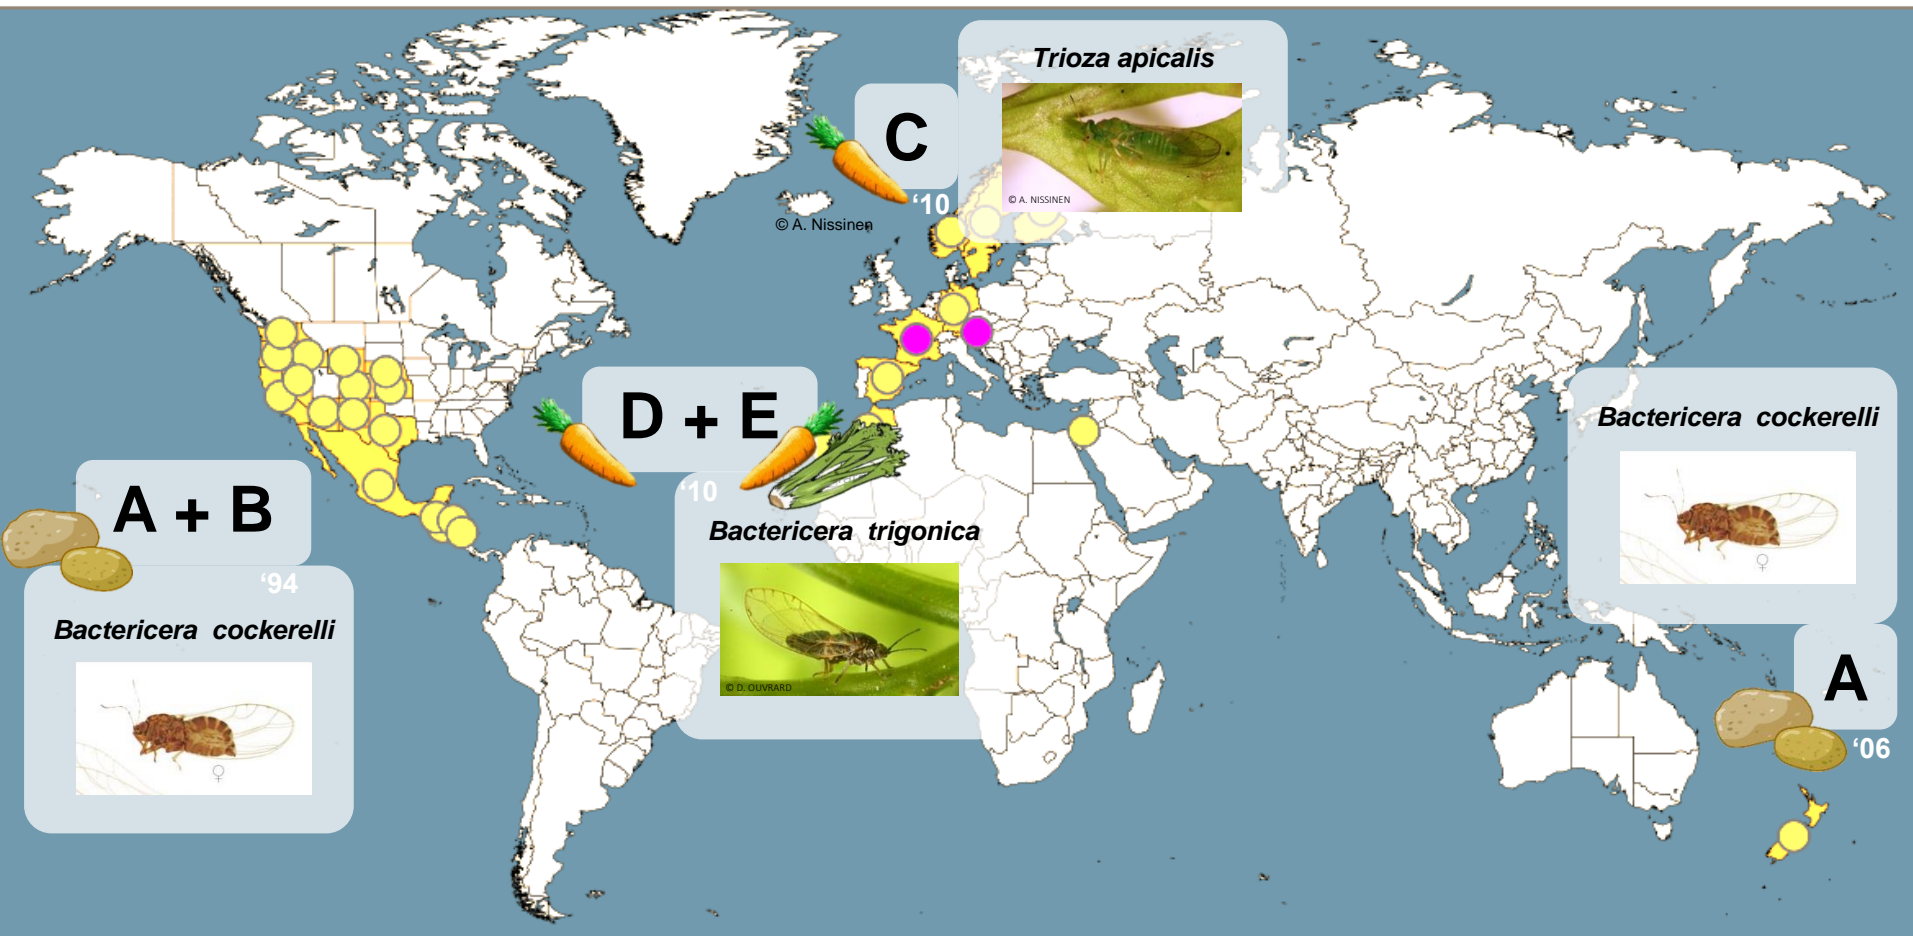 Trioza apicalis
C
© A. NISSINEN
‘10
© A. Nissinen
D + E
Bactericera cockerelli
‘10
A + B
Bactericera trigonica
‘94
Bactericera cockerelli
♀
© D. OUVRARD
A
‘06
♀